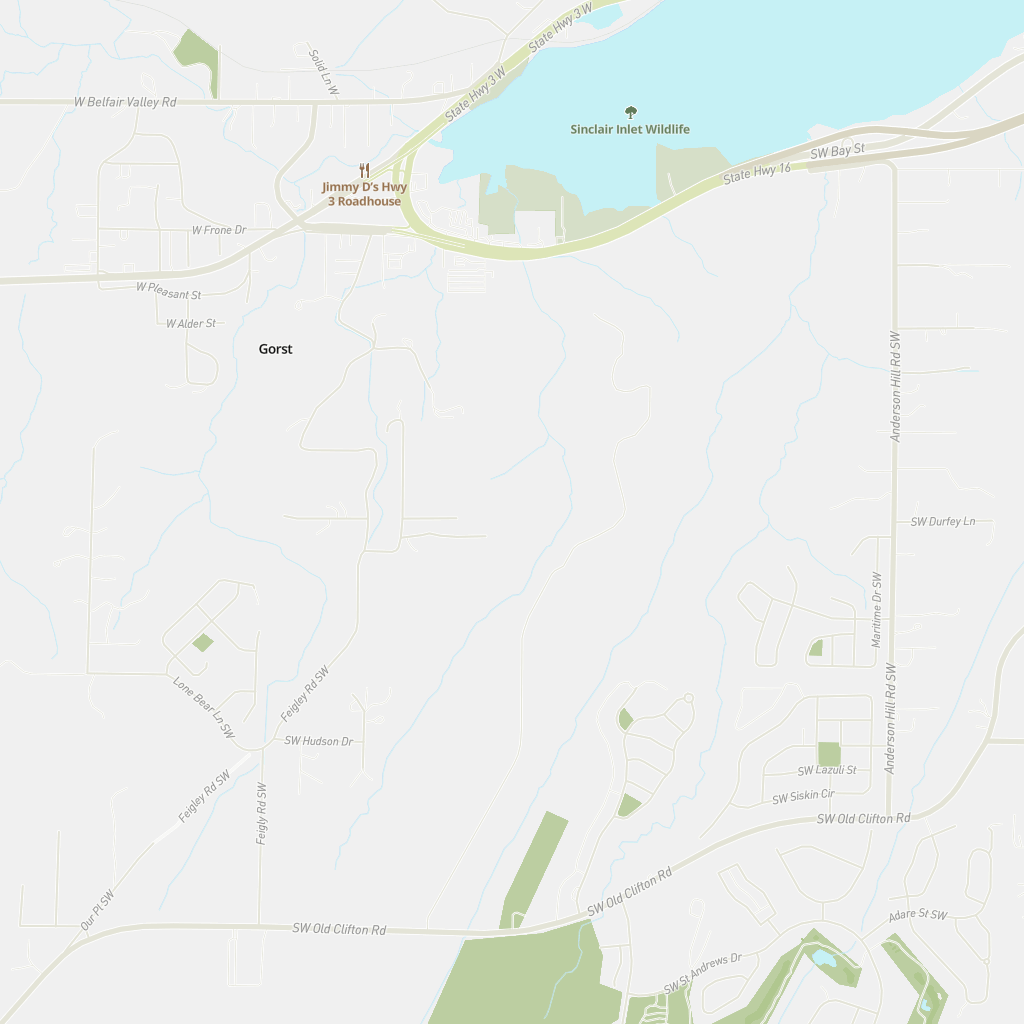 State Hwy 3 W
Solid Ln W
State Hwy 3 W
W Belfair Valley Rd
Sinclair Inlet Wildlife
SW Bay St
State Hwy 16
Jimmy D's Hwy
3 Roadhouse
W Frone Dr
W Pleasant St
W Alder St
Gorst
Anderson Hill Rd SW
SW Durfey Ln
Maritime Dr SW
Feigley Rd SW
Lone Bear Ln SW
Anderson Hill Rd SW
SW Hudson Dr
SW Lazuli St
Feigley Rd SW
SW Siskin Cir
Feigly Rd SW
SW Old Clifton Rd
SW Old Clifton Rd
Our Pl SW
Adare St SW
SW Old Clifton Rd
SW St Andrews Dr